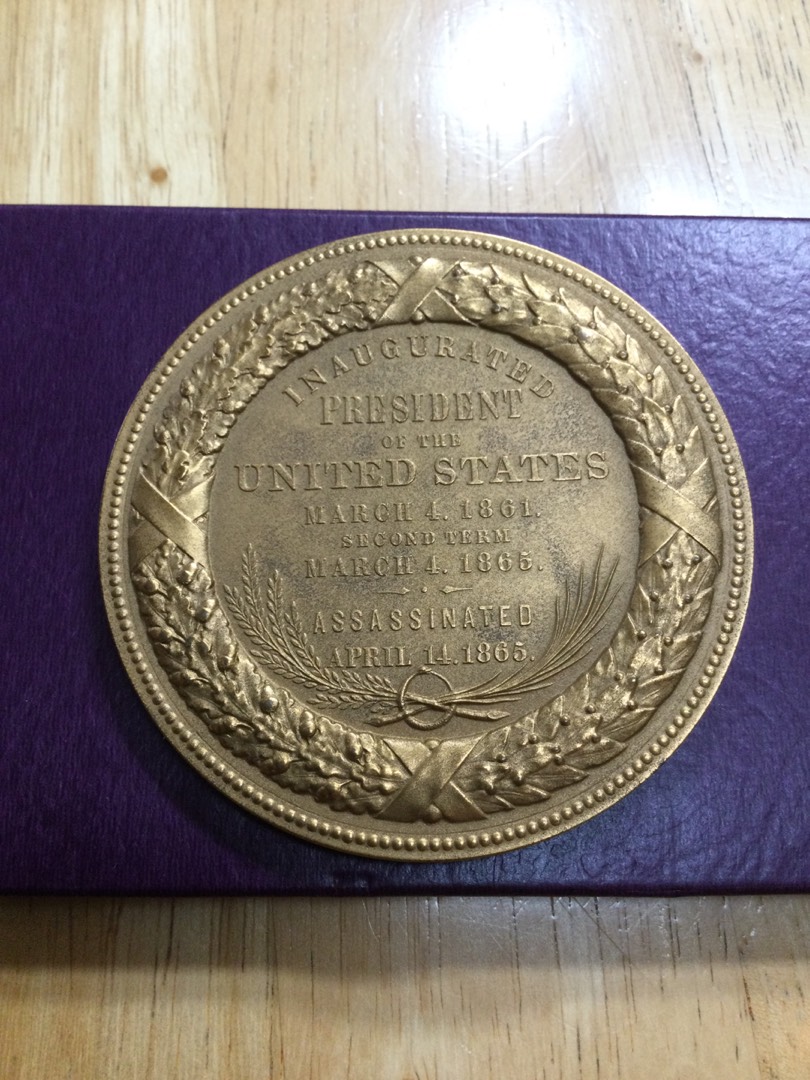 INAUGURATED
PRESIDENT
OF THE
UNITED STATES
MARCH 4. 1861.
SECOND TERM
MARCH 4. 1865.
ASSASSINATED
APRIL 14.1865.